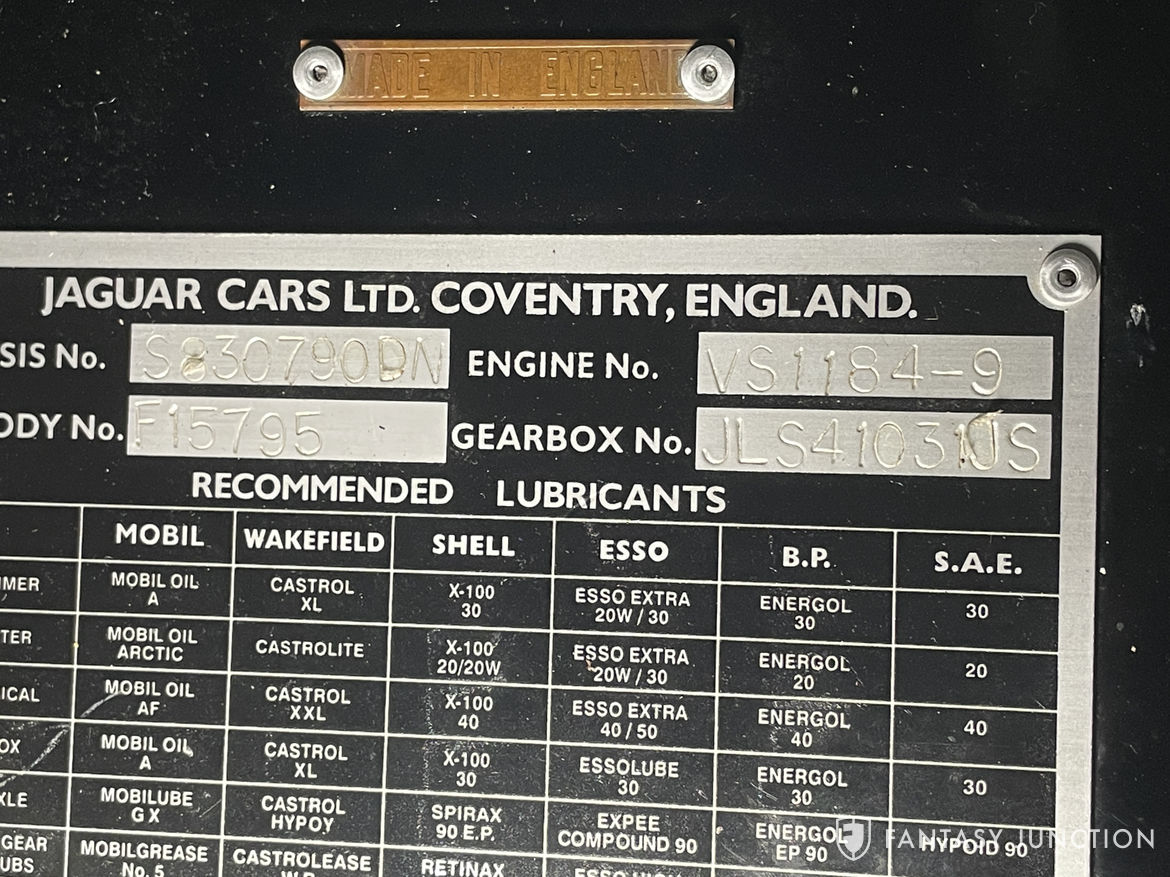 MADE IN ENGLAND
JAGUAR CARS LTD. COVENTRY, ENGLAND.
SIS No. S830790DN ENGINE No. VS1184-9
ODY No. F15795 GEARBOX No. JLS41031JS
RECOMMENDED LUBRICANTS
MOBIL WAKEFIELD SHELL ESSO B.P. S.A.E.
MMER MOBIL OIL A CASTROL XL X-100 30 ESSO EXTRA 20W / 30 ENERGOL 30 30
TER MOBIL OIL ARCTIC CASTROLITE X-100 20/20W ESSO EXTRA 20W / 30 ENERGOL 20 20
ICAL MOBIL OIL AF CASTROL XXL X-100 40 ESSO EXTRA 40 / 50 ENERGOL 40 40
OX MOBIL OIL A CASTROL XL X-100 30 ESSOLUBE 30 ENERGOL 30 30
XLE MOBILUBE GX CASTROL HYPOY SPIRAX 90 E.P. EXPEE COMPOUND 90 ENERGOL EP 90 HYPOID 90
GEAR UBS MOBILGREASE No. 5 CASTROLEASE RETINAX
FANTASY JUNCTION